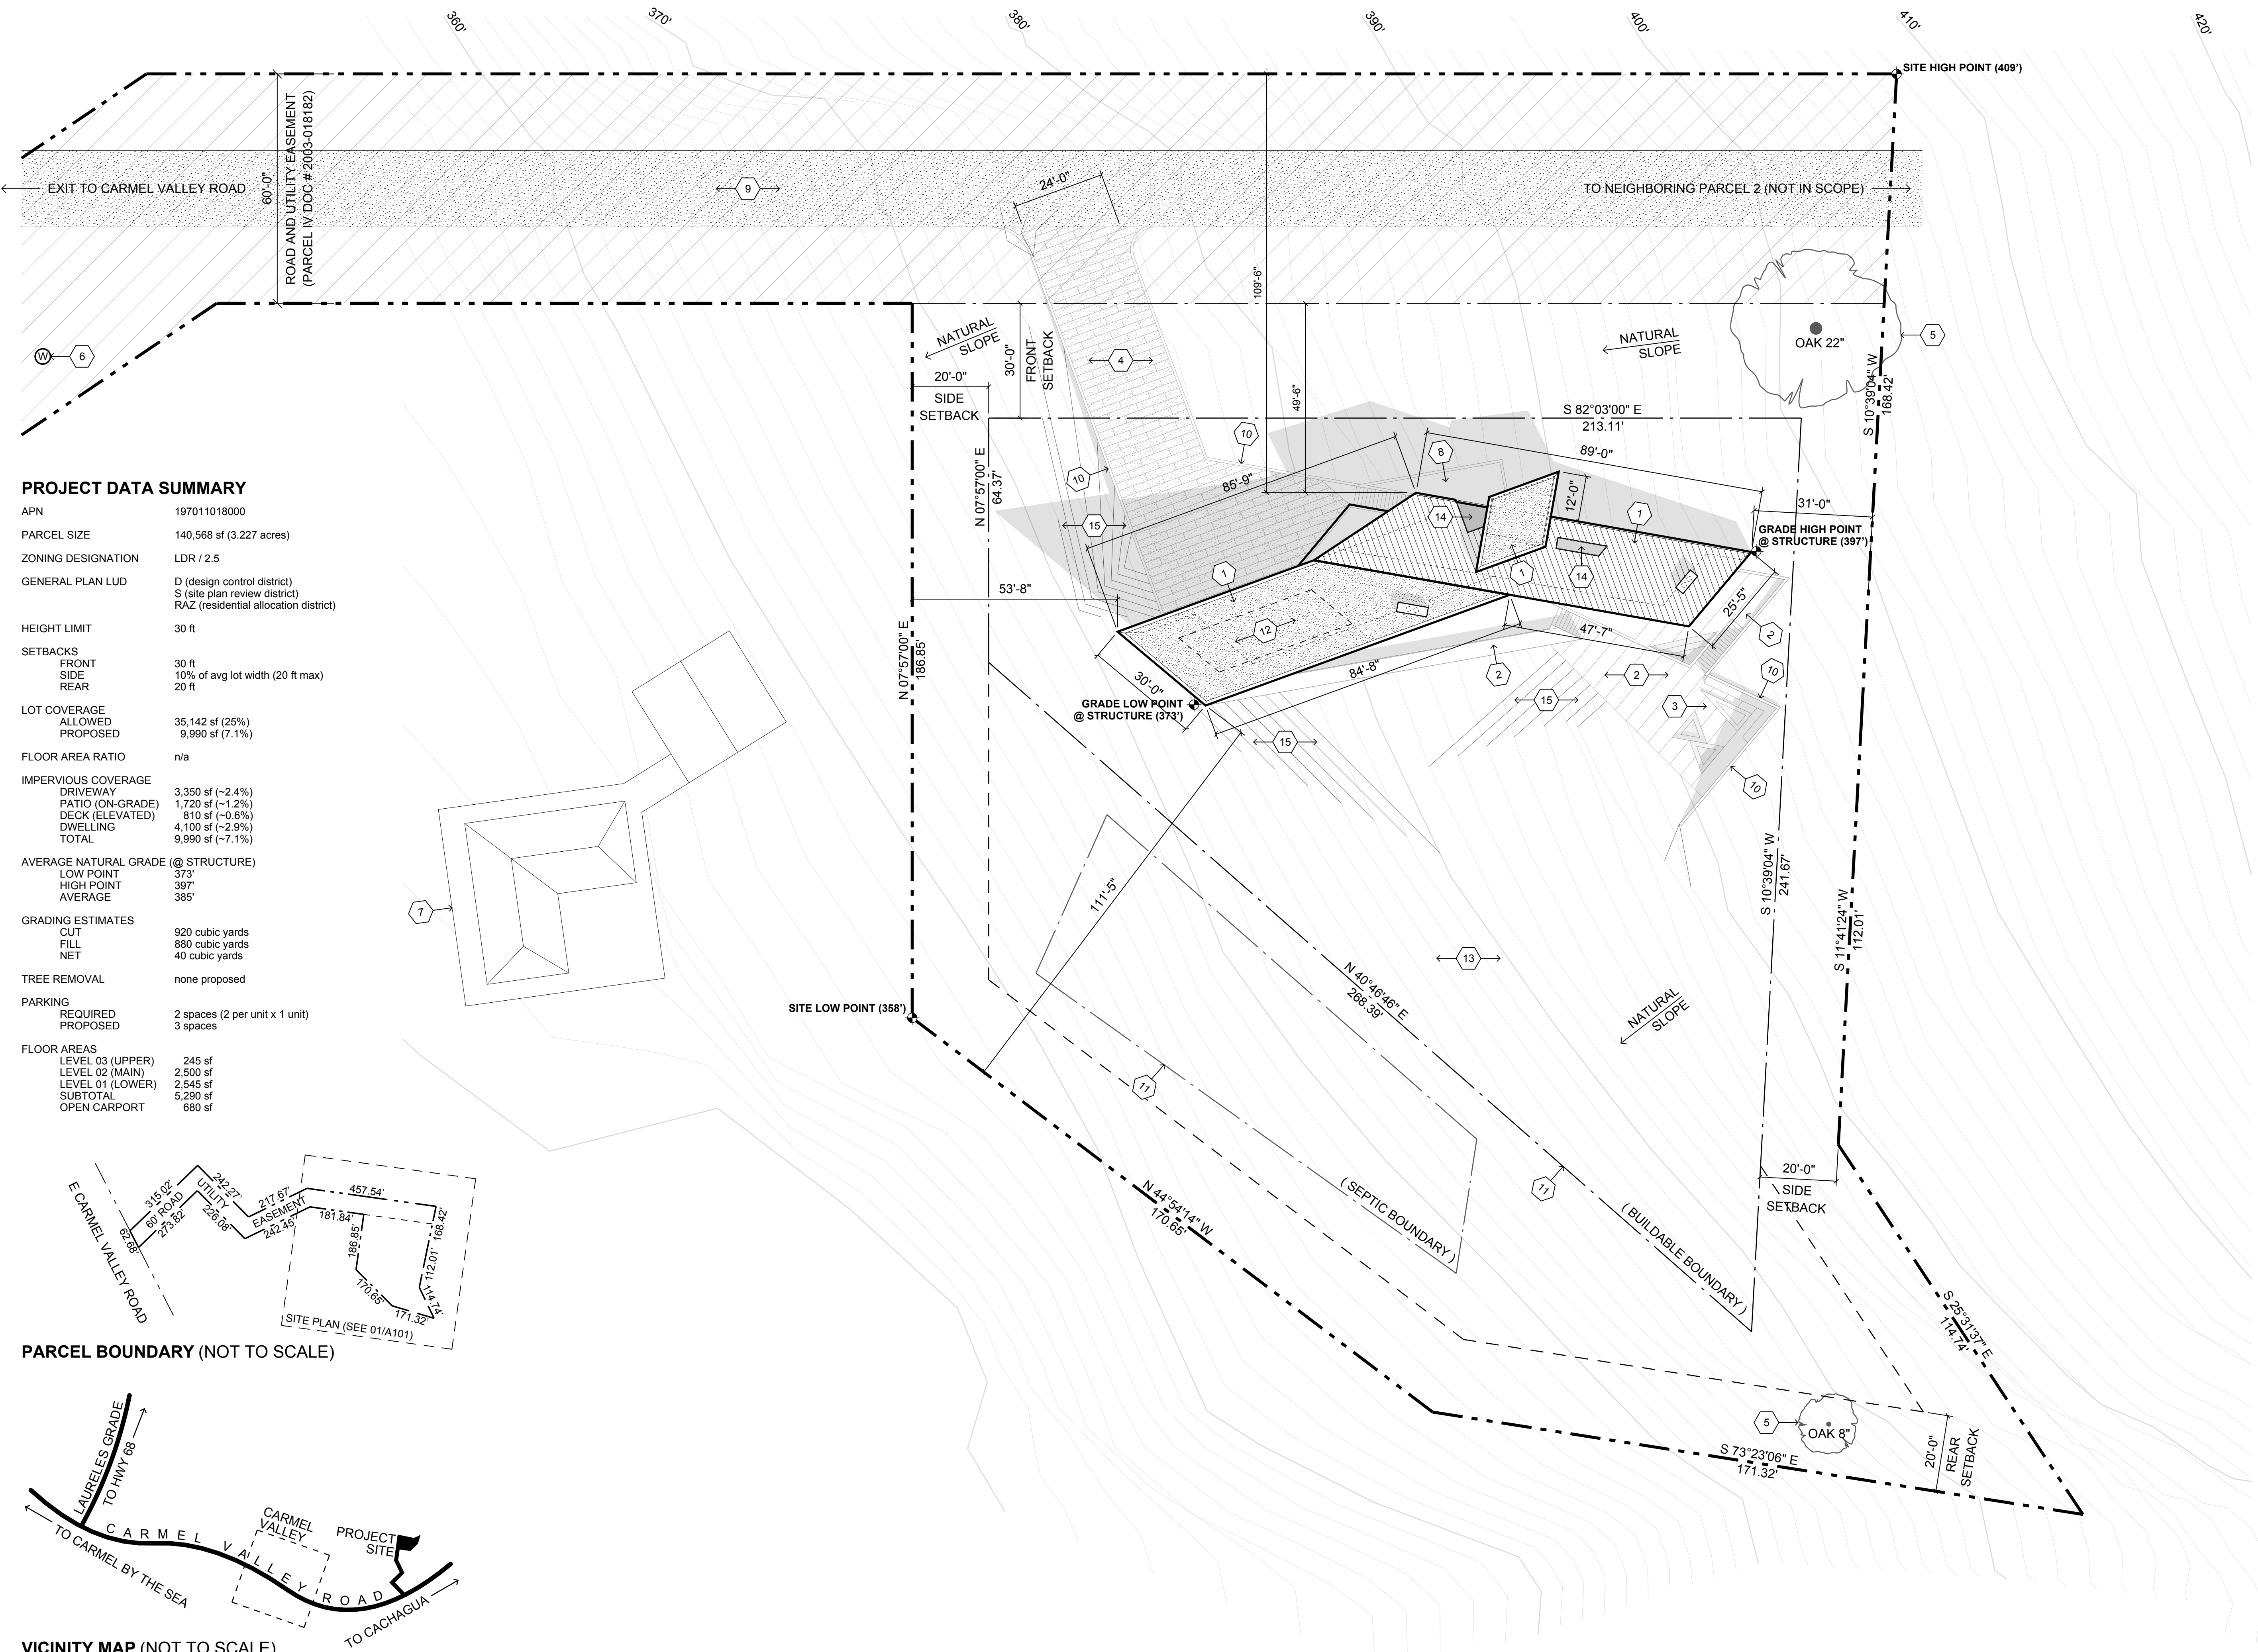 360'
370'
380'
390'
400'
410'
420'
SITE HIGH POINT (409')
EXIT TO CARMEL VALLEY ROAD
60'-0"
ROAD AND UTILITY EASEMENT
(PARCEL IV DOC # 2003-018182)
9
24'-0"
TO NEIGHBORING PARCEL 2 (NOT IN SCOPE)
109'-6"
W
6
NATURAL
SLOPE
30'-0"
FRONT
SETBACK
4
49'-6"
NATURAL
SLOPE
OAK 22"
5
S 10°39'04" W
168.42'
20'-0"
SIDE
SETBACK
S 82°03'00" E
213.11'
N 07°57'00" E
64.37'
10
10
85'-9"
8
89'-0"
12'-0"
1
31'-0"
15
14
GRADE HIGH POINT
@ STRUCTURE (397')
1
1
14
53'-8"
12
25'-5"
47'-7"
2
2
2
10
84'-8"
30'-0"
N 07°57'00" E
186.85'
GRADE LOW POINT
@ STRUCTURE (373')
15
3
15
10
111'-5"
S 10°39'04" W
241.67'
S 11°41'24" W
112.01'
7
13
N 40°46'46" E
268.39'
NATURAL
SLOPE
SITE LOW POINT (358')
11
11
( SEPTIC BOUNDARY )
( BUILDABLE BOUNDARY )
20'-0"
SIDE
SETBACK
N 44°54'14" W
170.65'
S 25°31'37" E
114.74'
5
OAK 8"
20'-0"
REAR
SETBACK
S 73°23'06" E
171.32'
PROJECT DATA SUMMARY
APN 197011018000
PARCEL SIZE 140,568 sf (3.227 acres)
ZONING DESIGNATION LDR / 2.5
GENERAL PLAN LUD D (design control district)
S (site plan review district)
RAZ (residential allocation district)
HEIGHT LIMIT 30 ft
SETBACKS
FRONT 30 ft
SIDE 10% of avg lot width (20 ft max)
REAR 20 ft
LOT COVERAGE
ALLOWED 35,142 sf (25%)
PROPOSED 9,990 sf (7.1%)
FLOOR AREA RATIO n/a
IMPERVIOUS COVERAGE
DRIVEWAY 3,350 sf (~2.4%)
PATIO (ON-GRADE) 1,720 sf (~1.2%)
DECK (ELEVATED) 810 sf (~0.6%)
DWELLING 4,100 sf (~2.9%)
TOTAL 9,990 sf (~7.1%)
AVERAGE NATURAL GRADE (@ STRUCTURE)
LOW POINT 373'
HIGH POINT 397'
AVERAGE 385'
GRADING ESTIMATES
CUT 920 cubic yards
FILL 880 cubic yards
NET 40 cubic yards
TREE REMOVAL none proposed
PARKING
REQUIRED 2 spaces (2 per unit x 1 unit)
PROPOSED 3 spaces
FLOOR AREAS
LEVEL 03 (UPPER) 245 sf
LEVEL 02 (MAIN) 2,500 sf
LEVEL 01 (LOWER) 2,545 sf
SUBTOTAL 5,290 sf
OPEN CARPORT 680 sf
E CARMEL VALLEY ROAD
62.68'
315.02'
60' ROAD
273.82'
242.27'
UTILITY
226.08'
217.67'
EASEMENT
242.45'
457.54'
181.84'
186.85'
168.42'
112.01'
114.74'
170.65'
171.32'
SITE PLAN (SEE 01/A101)
PARCEL BOUNDARY (NOT TO SCALE)
LAURELES GRADE
TO HWY 68
CARMEL VALLEY ROAD
TO CARMEL BY THE SEA
CARMEL
VALLEY
PROJECT
SITE
TO CACHAGUA
VICINITY MAP (NOT TO SCALE)